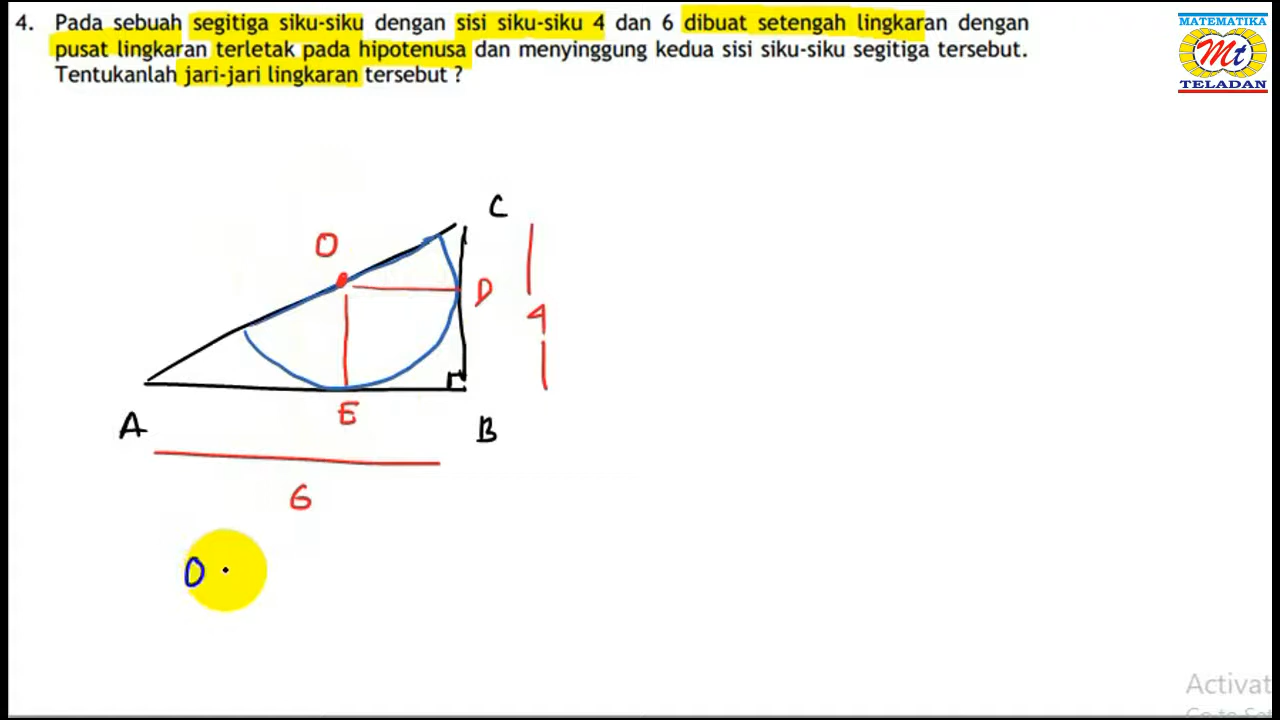 4. Pada sebuah segitiga siku-siku dengan sisi siku-siku 4 dan 6 dibuat setengah lingkaran dengan
pusat lingkaran terletak pada hipotenusa dan menyinggung kedua sisi siku-siku segitiga tersebut.
Tentukanlah jari-jari lingkaran tersebut ?
MATEMATIKA
Mt
TELADAN
C
O
D
4
E
A
B
6
O
Activat